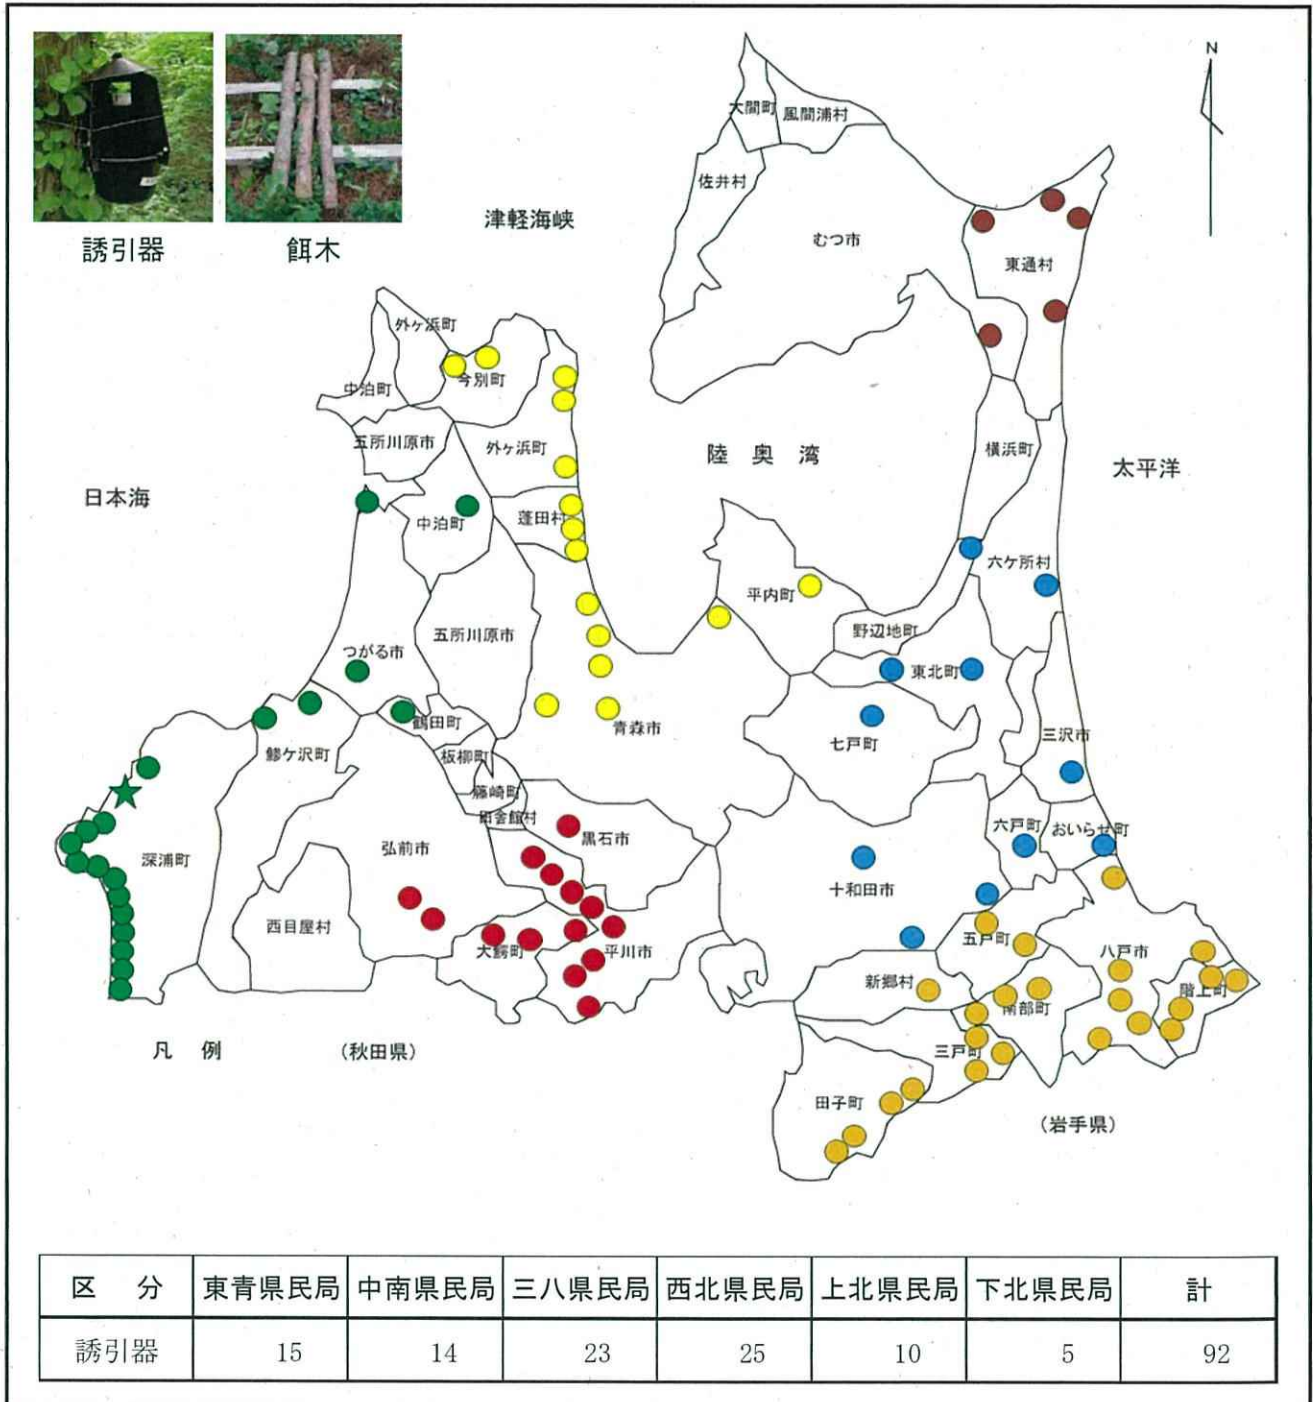 N
大間町
風間浦村
佐井村
誘引器
餌木
津軽海峡
むつ市
東通村
外ヶ浜町
今別町
中泊町
五所川原市
外ヶ浜町
陸奥湾
横浜町
太平洋
日本海
中泊町
蓬田村
六ケ所村
平内町
野辺地町
五所川原市
つがる市
東北町
鶴田町
青森市
七戸町
三沢市
鰺ケ沢町
板柳町
藤崎町
田舎館村
黒石市
六戸町
おいらせ町
深浦町
弘前市
十和田市
西目屋村
大鰐町
平川市
五戸町
八戸市
新郷村
階上町
南部町
凡例
（秋田県）
三戸町
田子町
（岩手県）
区分 東青県民局 中南県民局 三八県民局 西北県民局 上北県民局 下北県民局 計
誘引器 15 14 23 25 10 5 92